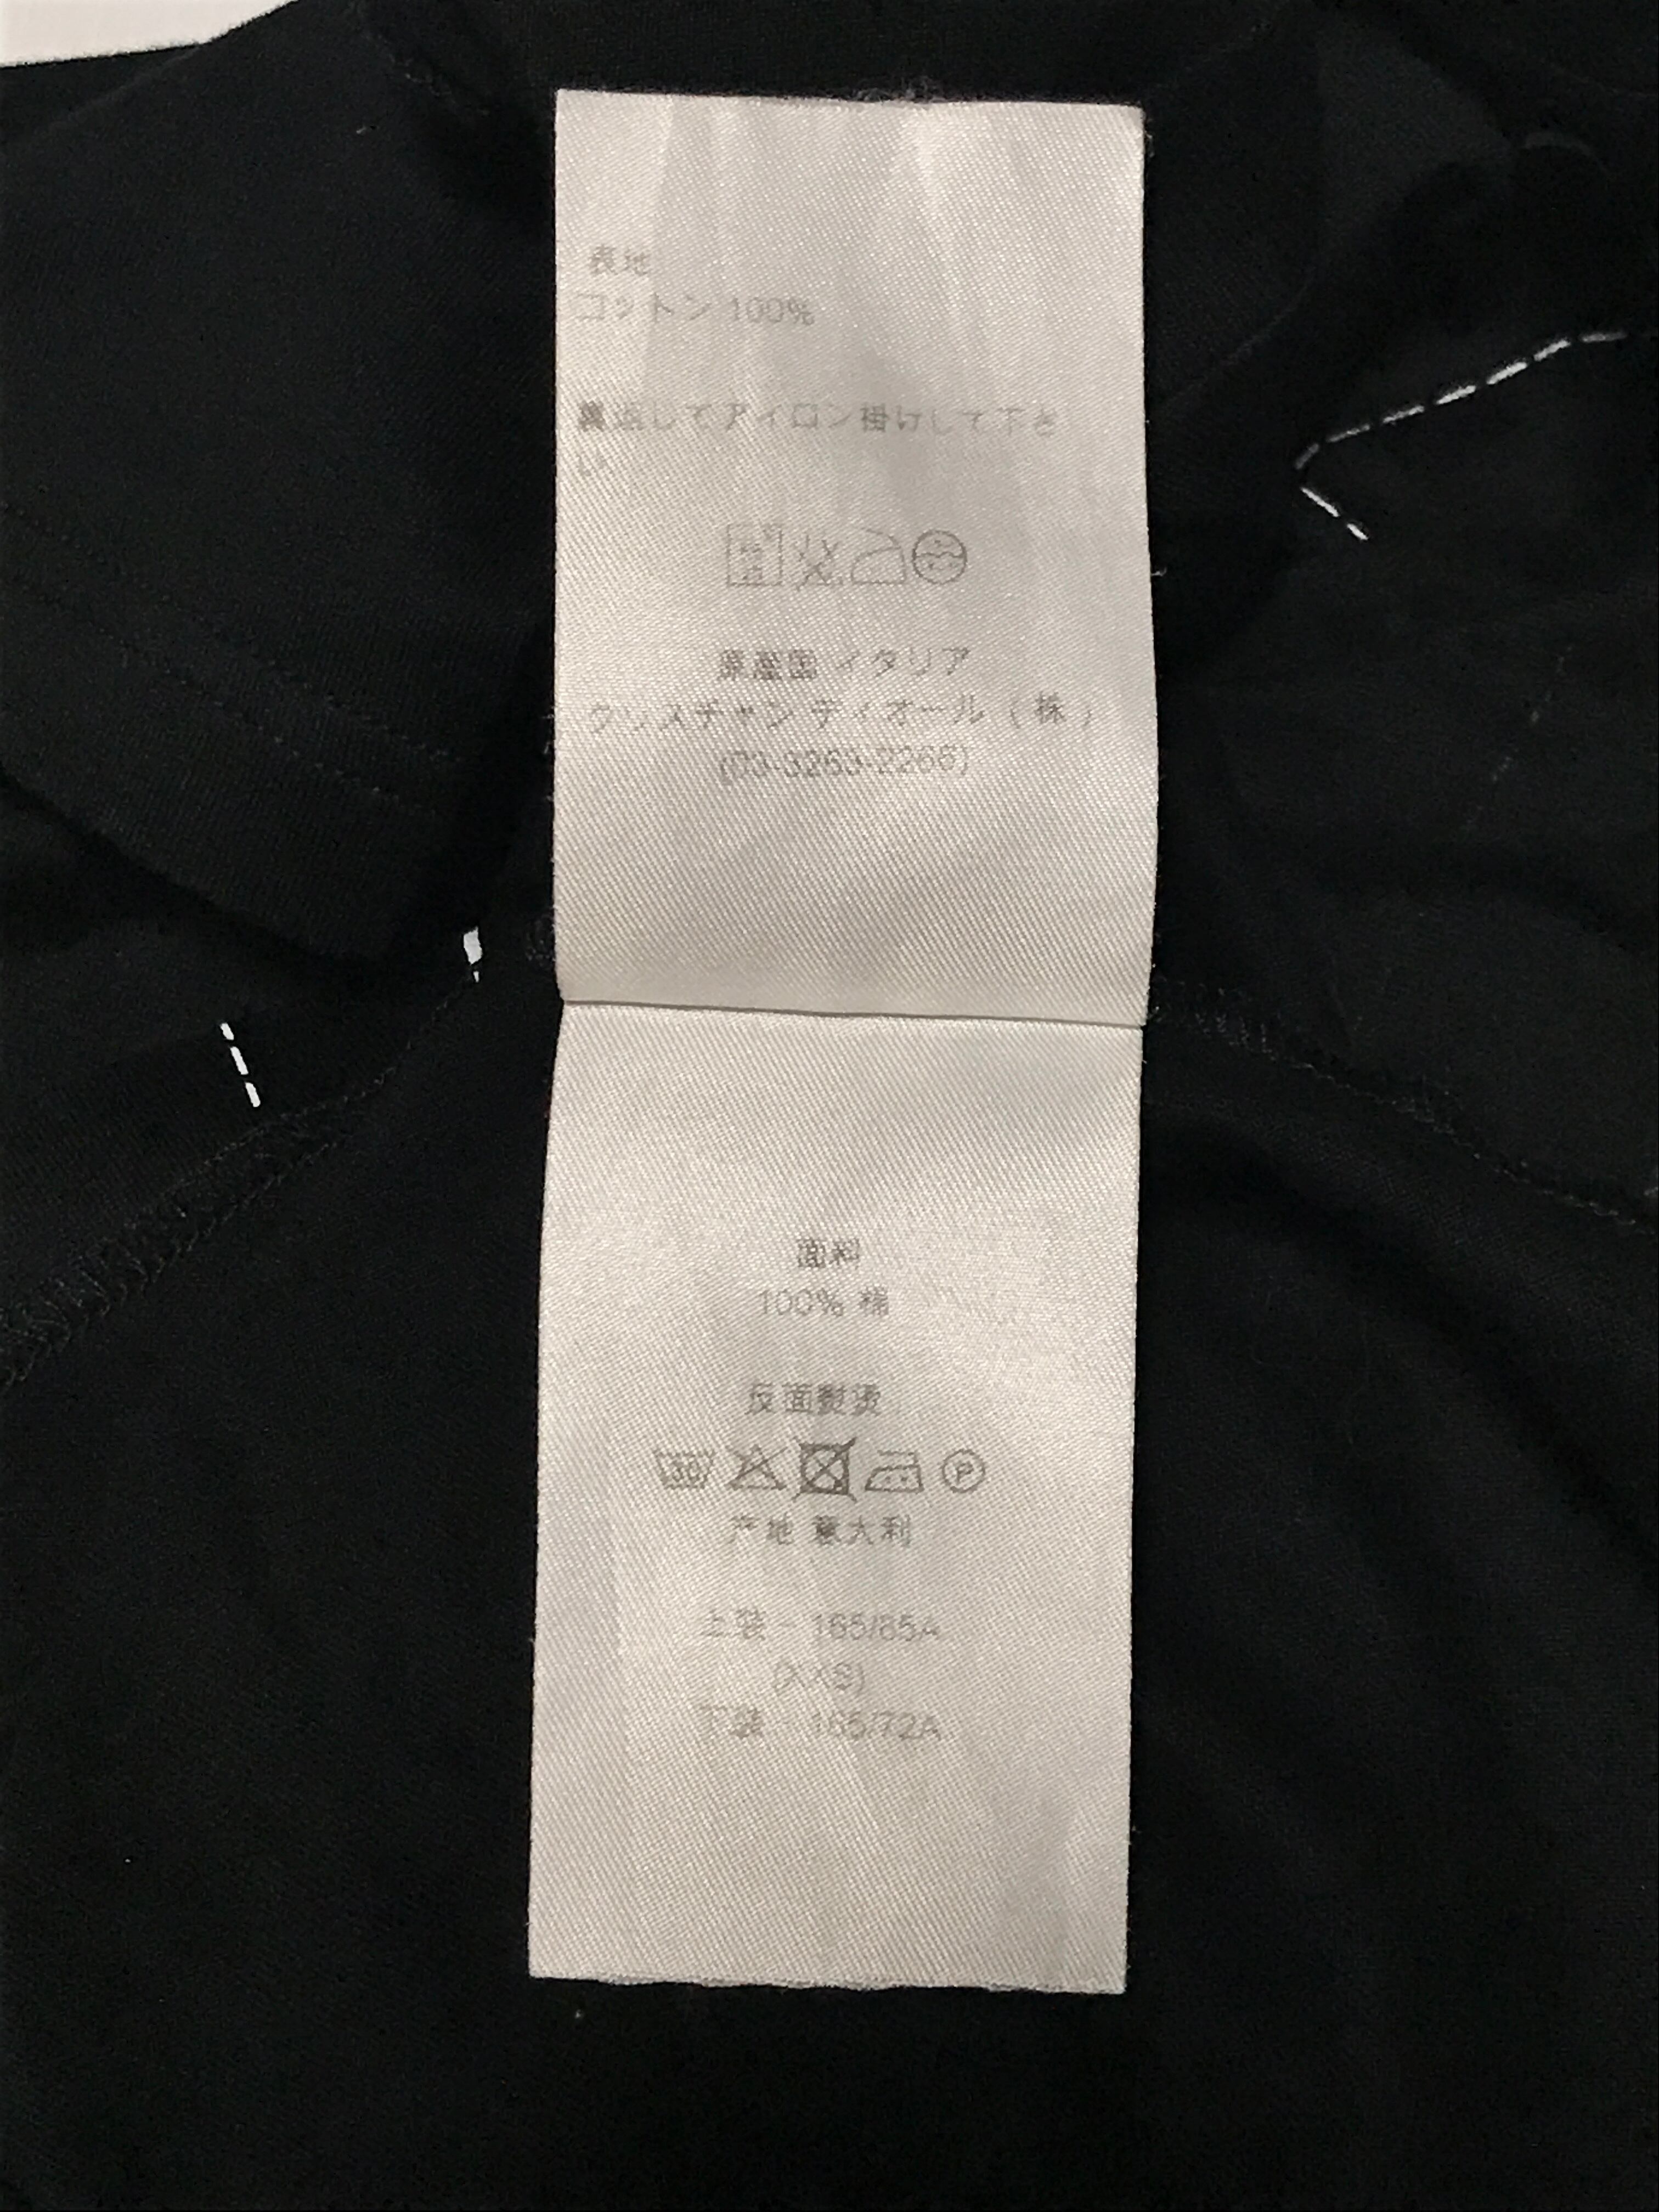 表地
コットン 100%
裏返してアイロン掛けして下さ
い
原産国 イタリア
クリスチャン ディオール (株)
(03-3263-2266)
面料
100% 棉
反面熨烫
30
P
产地 意大利
上装 - 165/85A
(XXS)
下装 - 165/72A